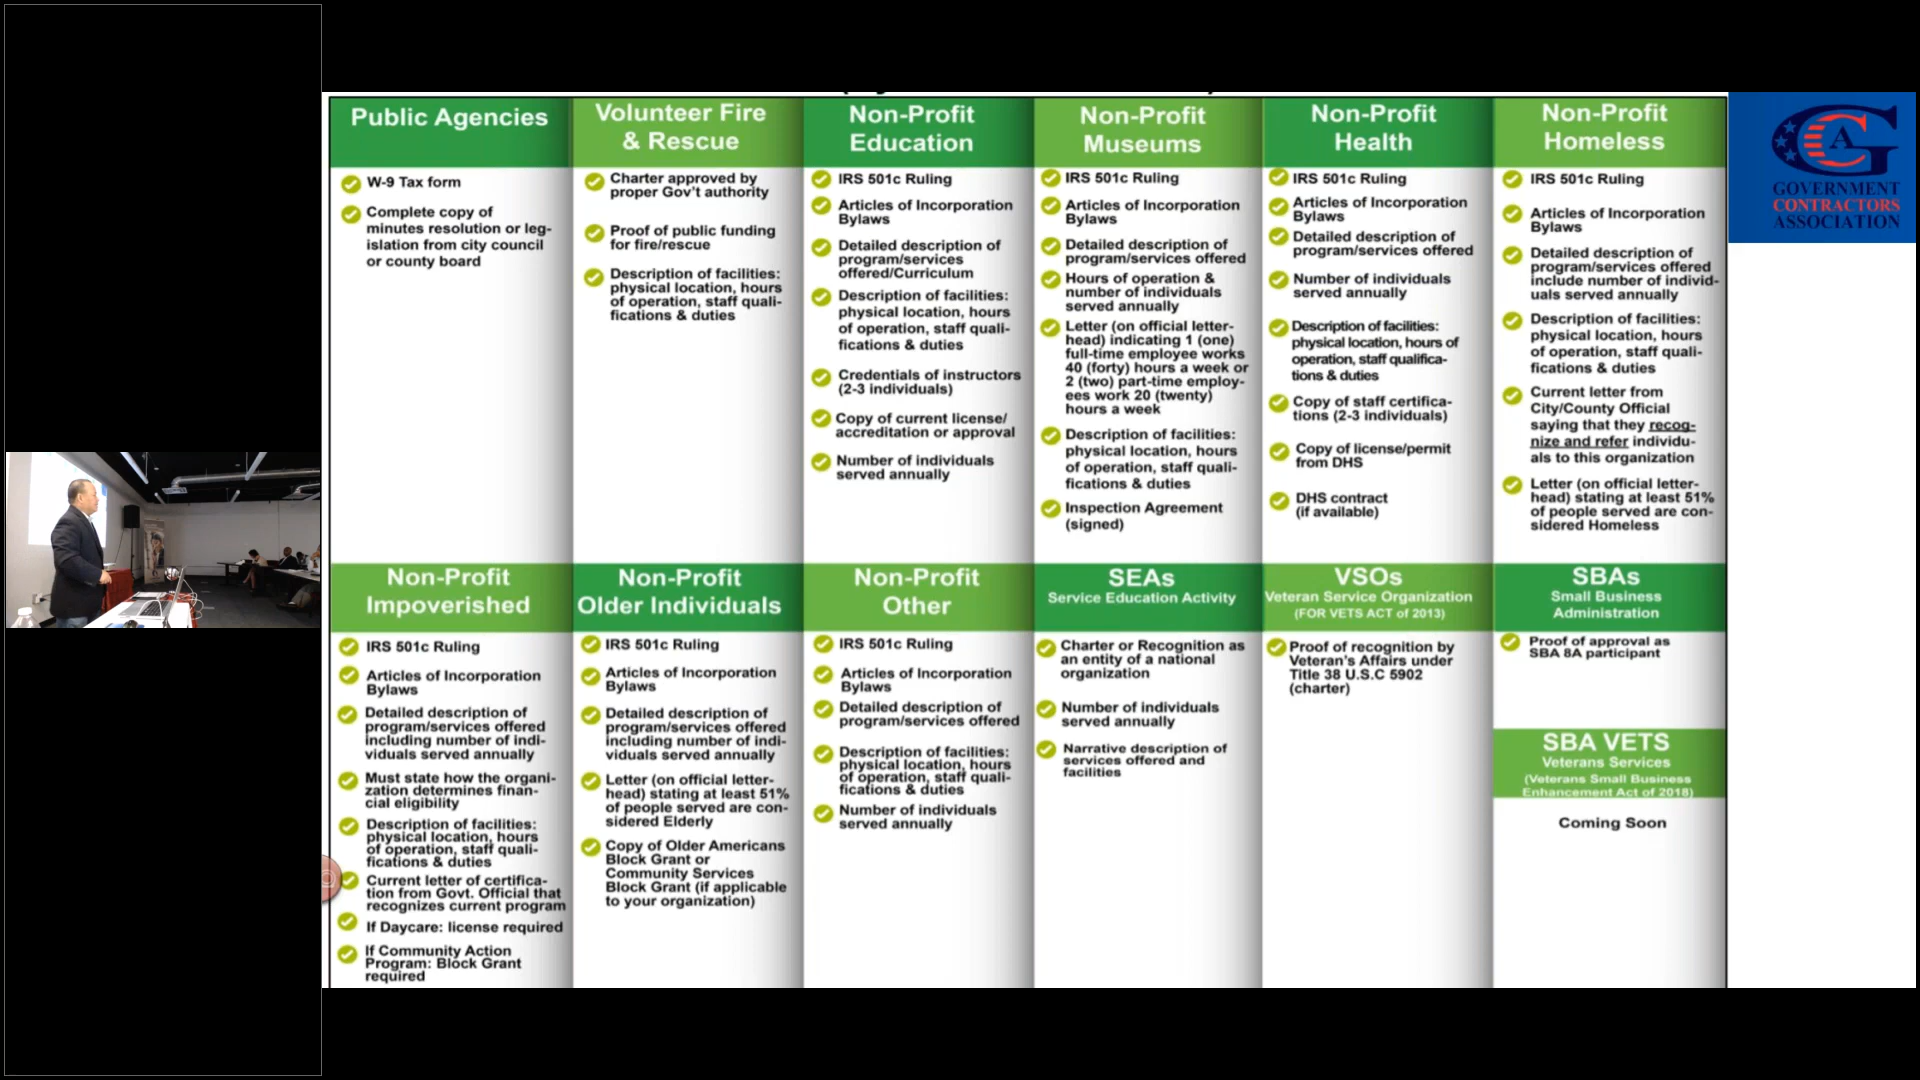 Public Agencies
W-9 Tax form
Complete copy of
minutes resolution or leg-
islation from city council
or county board
Volunteer Fire
& Rescue
Charter approved by
proper Gov't authority
Proof of public funding
for fire/rescue
Description of facilities:
physical location, hours
of operation, staff quali-
fications & duties
Non-Profit
Education
IRS 501c Ruling
Articles of Incorporation
Bylaws
Detailed description of
program/services
offered/Curriculum
Description of facilities:
physical location, hours
of operation, staff quali-
fications & duties
Credentials of instructors
(2-3 individuals)
Copy of current license/
accreditation or approval
Number of individuals
served annually
Non-Profit
Museums
IRS 501c Ruling
Articles of Incorporation
Bylaws
Detailed description of
program/services offered
Hours of operation &
number of individuals
served annually
Letter (on official letter-
head) indicating 1 (one)
full-time employee works
40 (forty) hours a week or
2 (two) part-time employ-
ees work 20 (twenty)
hours a week
Description of facilities:
physical location, hours
of operation, staff quali-
fications & duties
Inspection Agreement
(signed)
Non-Profit
Health
IRS 501c Ruling
Articles of Incorporation
Bylaws
Detailed description of
program/services offered
Number of individuals
served annually
Description of facilities:
physical location, hours of
operation, staff qualifica-
tions & duties
Copy of staff certifica-
tions (2-3 individuals)
Copy of license/permit
from DHS
DHS contract
(if available)
Non-Profit
Homeless
IRS 501c Ruling
Articles of Incorporation
Bylaws
Detailed description of
program/services offered
include number of individ-
uals served annually
Description of facilities:
physical location, hours
of operation, staff quali-
fications & duties
Current letter from
City/County Official
saying that they recog-
nize and refer individu-
als to this organization
Letter (on official letter-
head) stating at least 51%
of people served are con-
sidered Homeless
GCA
GOVERNMENT
CONTRACTORS
ASSOCIATION
Non-Profit
Impoverished
IRS 501c Ruling
Articles of Incorporation
Bylaws
Detailed description of
program/services offered
including number of indi-
viduals served annually
Must state how the organi-
zation determines finan-
cial eligibility
Description of facilities:
physical location, hours
of operation, staff quali-
fications & duties
Current letter of certifica-
tion from Govt. Official that
recognizes current program
If Daycare: license required
If Community Action
Program: Block Grant
required
Non-Profit
Older Individuals
IRS 501c Ruling
Articles of Incorporation
Bylaws
Detailed description of
program/services offered
including number of indi-
viduals served annually
Letter (on official letter-
head) stating at least 51%
of people served are con-
sidered Elderly
Copy of Older Americans
Block Grant or
Community Services
Block Grant (if applicable
to your organization)
Non-Profit
Other
IRS 501c Ruling
Articles of Incorporation
Bylaws
Detailed description of
program/services offered
Description of facilities:
physical location, hours
of operation, staff quali-
fications & duties
Number of individuals
served annually
SEAs
Service Education Activity
Charter or Recognition as
an entity of a national
organization
Number of individuals
served annually
Narrative description of
services offered and
facilities
VSOs
Veteran Service Organization
(FOR VETS ACT of 2013)
Proof of recognition by
Veteran's Affairs under
Title 38 U.S.C 5902
(charter)
SBAs
Small Business
Administration
Proof of approval as
SBA 8A participant
SBA VETS
Veterans Services
(Veterans Small Business
Enhancement Act of 2018)
Coming Soon